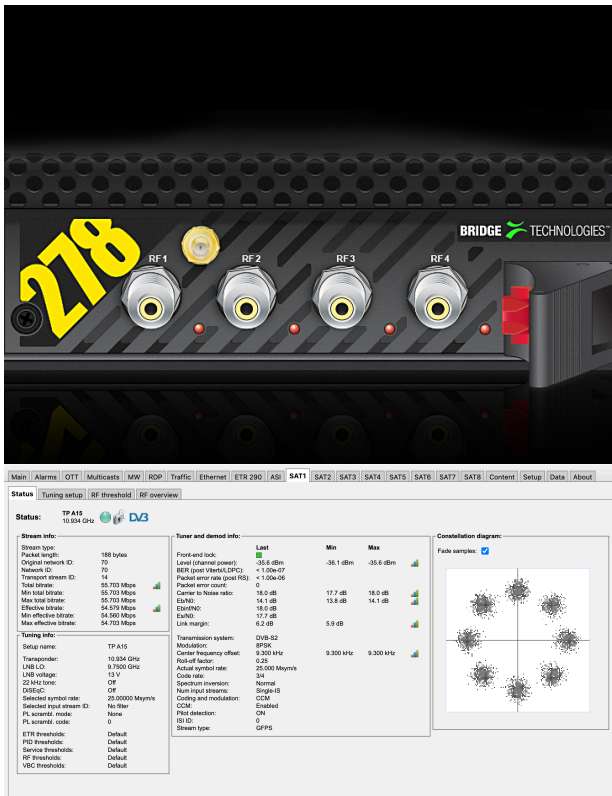 278
RF1
RF2
RF3
RF4
BRIDGE TECHNOLOGIES™
Main Alarms OTT Multicasts MW RDP Traffic Ethernet ETR 290 ASI SAT1 SAT2 SAT3 SAT4 SAT5 SAT6 SAT7 SAT8 Content Setup Data About
Status Tuning setup RF threshold RF overview
Status: TP A15
10.934 GHz DVB
Stream info:
Stream type:
Packet length: 188 bytes
Original network ID: 70
Network ID: 70
Transport stream ID: 14
Total bitrate: 55.703 Mbps
Min total bitrate: 55.703 Mbps
Max total bitrate: 55.703 Mbps
Effective bitrate: 54.579 Mbps
Min effective bitrate: 54.560 Mbps
Max effective bitrate: 54.703 Mbps
Tuning info:
Setup name: TP A15
Transponder: 10.934 GHz
LNB LO: 9.7500 GHz
LNB voltage: 13 V
22 kHz tone: Off
DiSEqC: Off
Selected symbol rate: 25.00000 Msym/s
Selected input stream ID: No filter
PL scrambl. mode: None
PL scrambl. code: 0
ETR thresholds: Default
PID thresholds: Default
Service thresholds: Default
RF thresholds: Default
VBC thresholds: Default
Tuner and demod info:
Last Min Max
Front-end lock:
Level (channel power): -35.6 dBm -36.1 dBm -35.6 dBm
BER (post Viterbi/LDPC): < 1.00e-07
Packet error rate (post RS): < 1.00e-06
Packet error count: 0
Carrier to Noise ratio: 18.0 dB 17.7 dB 18.0 dB
Eb/N0: 14.1 dB 13.8 dB 14.1 dB
Ebinf/N0: 18.0 dB
Es/N0: 17.7 dB
Link margin: 6.2 dB 5.9 dB
Transmission system: DVB-S2
Modulation: 8PSK
Center frequency offset: 9.300 kHz 9.300 kHz 9.300 kHz
Roll-off factor: 0.25
Actual symbol rate: 25.000 Msym/s
Code rate: 3/4
Spectrum inversion: Normal
Num input streams: Single-IS
Coding and modulation: CCM
CCM: Enabled
Pilot detection: ON
ISI ID: 0
Stream type: GFPS
Constellation diagram:
Fade samples: